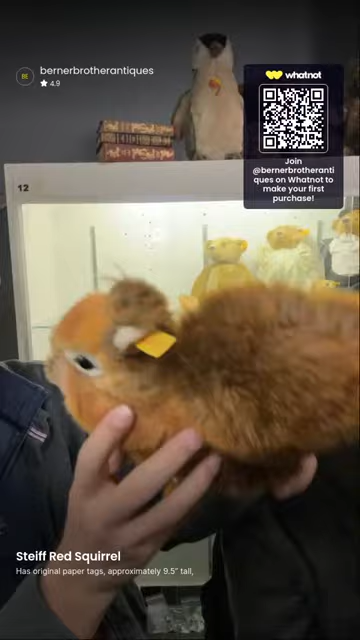 BE
bernerbrotherantiques
★ 4.9
whatnot
Join
@bernerbrotheranti
ques on Whatnot to
make your first
purchase!
12
Steiff Red Squirrel
Has original paper tags, approximately 9.5” tall,